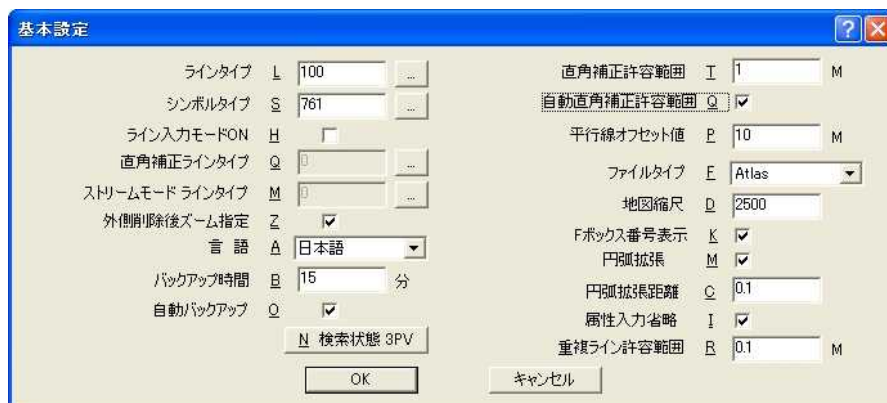 基本設定
ラインタイプ L 100 ...
シンボルタイプ S 761 ...
ライン入力モードON H
直角補正ラインタイプ Q 0 ...
ストリームモード ラインタイプ M 0 ...
外側削除後ズーム指定 Z
言 語 A 日本語
バックアップ時間 B 15 分
自動バックアップ O
N 検索状態 3PV
直角補正許容範囲 T 1 M
自動直角補正許容範囲 Q
平行線オフセット値 P 10 M
ファイルタイプ F Atlas
地図縮尺 D 2500
Fボックス番号表示 K
円弧拡張 M
円弧拡張距離 C 0.1
属性入力省略 I
重複ライン許容範囲 R 0.1 M
OK キャンセル